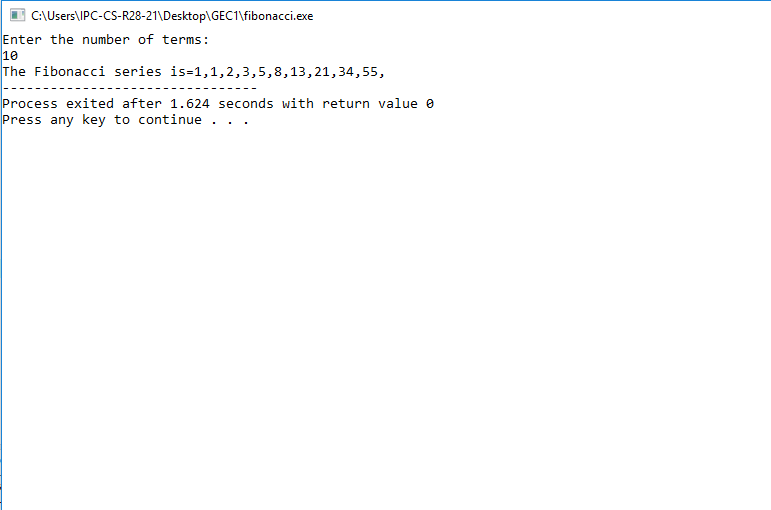 C:\Users\IPC-CS-R28-21\Desktop\GEC1\fibonacci.exe
Enter the number of terms:
10
The Fibonacci series is=1,1,2,3,5,8,13,21,34,55,
--------------------------------
Process exited after 1.624 seconds with return value 0
Press any key to continue . . .